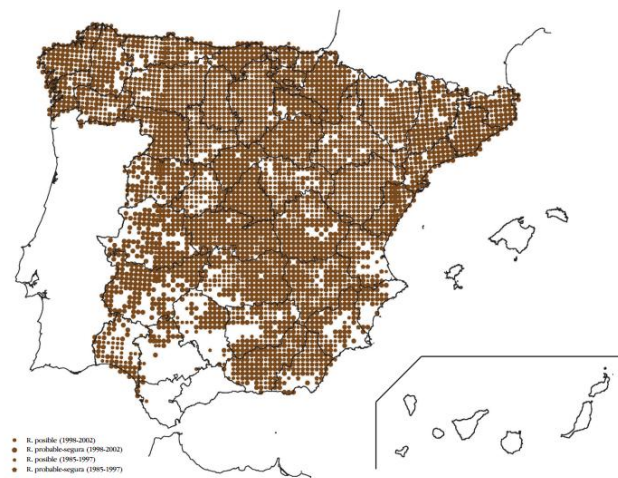 R. posible (1998-2002)
R. probable-segura (1998-2002)
R. posible (1985-1997)
R. probable-segura (1985-1997)